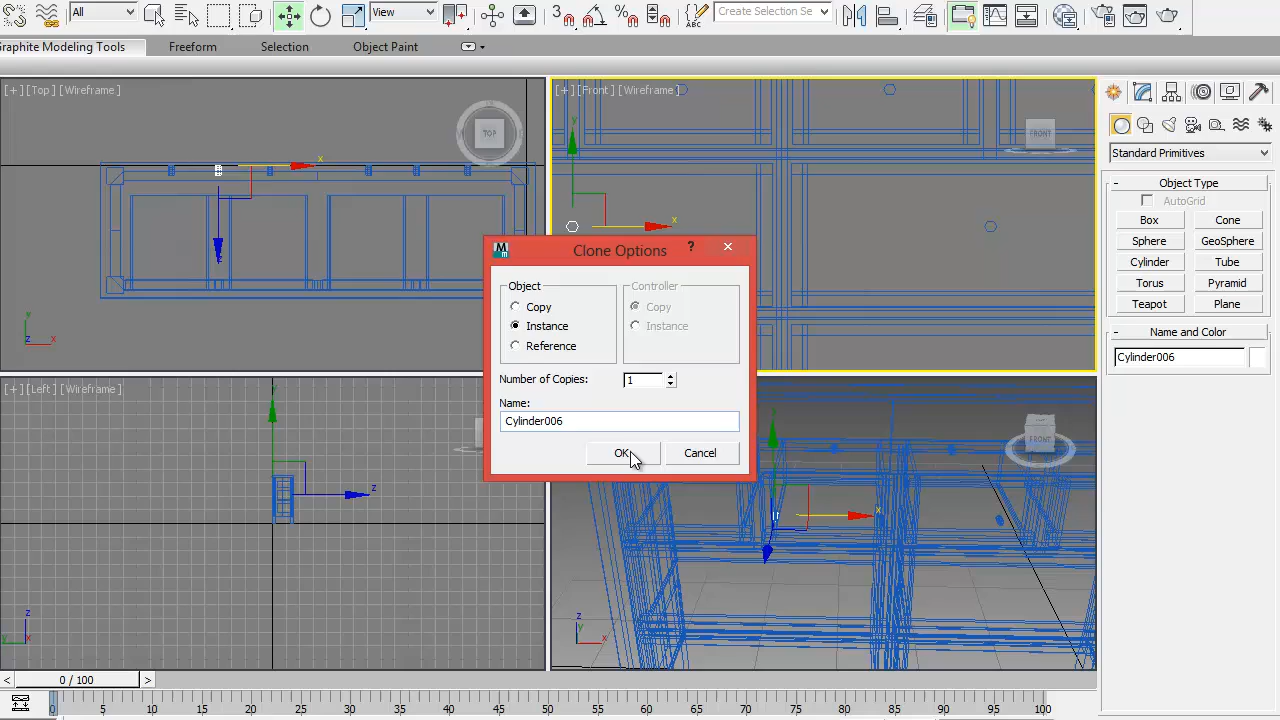 All
View
3
%
ABC
Create Selection Se
Graphite Modeling Tools
Freeform
Selection
Object Paint
[+] [Top] [Wireframe]
TOP
x
z
z
x
[+] [Front] [Wireframe]
FRONT
y
x
Standard Primitives
- Object Type
AutoGrid
Box
Cone
Sphere
GeoSphere
Cylinder
Tube
Torus
Pyramid
Teapot
Plane
- Name and Color
Cylinder006
M
Clone Options
?
×
Object
Copy
Instance
Reference
Controller
Copy
Instance
Number of Copies:
1
Name:
Cylinder006
OK
Cancel
[+] [Left] [Wireframe]
z
z
y
x
FRONT
x
z
x
<
0 / 100
>
0
5
10
15
20
25
30
35
40
45
50
55
60
65
70
75
80
85
90
95
100